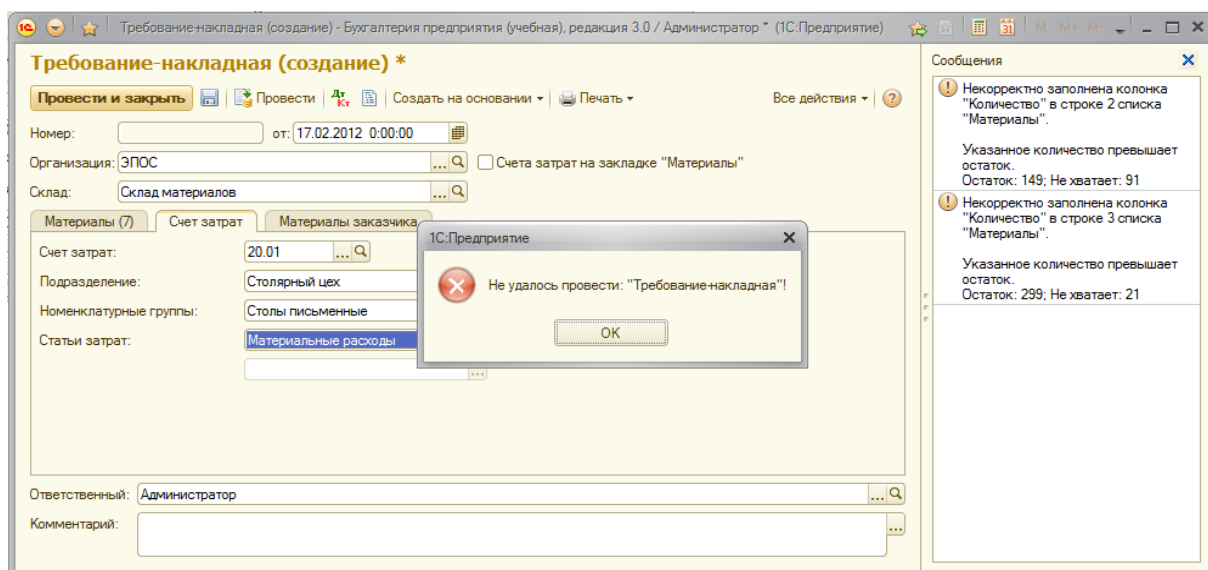 Требование-накладная (создание) - Бухгалтерия предприятия (учебная), редакция 3.0 / Администратор * (1С:Предприятие)
M M+ M-
Требование-накладная (создание) *
Провести и закрыть Провести Дт Кт Создать на основании Печать Все действия
Номер: от: 17.02.2012 0:00:00
Организация: ЭПОС ... Счета затрат на закладке "Материалы"
Склад: Склад материалов ...
Материалы (7) Счет затрат Материалы заказчика
Счет затрат: 20.01 ...
Подразделение: Столярный цех
Номенклатурные группы: Столы письменные
Статьи затрат: Материальные расходы
...
Ответственный: Администратор ...
Комментарий: ...
1С:Предприятие
Не удалось провести: "Требование-накладная"!
OK
Сообщения
Некорректно заполнена колонка
"Количество" в строке 2 списка
"Материалы".
Указанное количество превышает
остаток.
Остаток: 149; Не хватает: 91
Некорректно заполнена колонка
"Количество" в строке 3 списка
"Материалы".
Указанное количество превышает
остаток.
Остаток: 299; Не хватает: 21